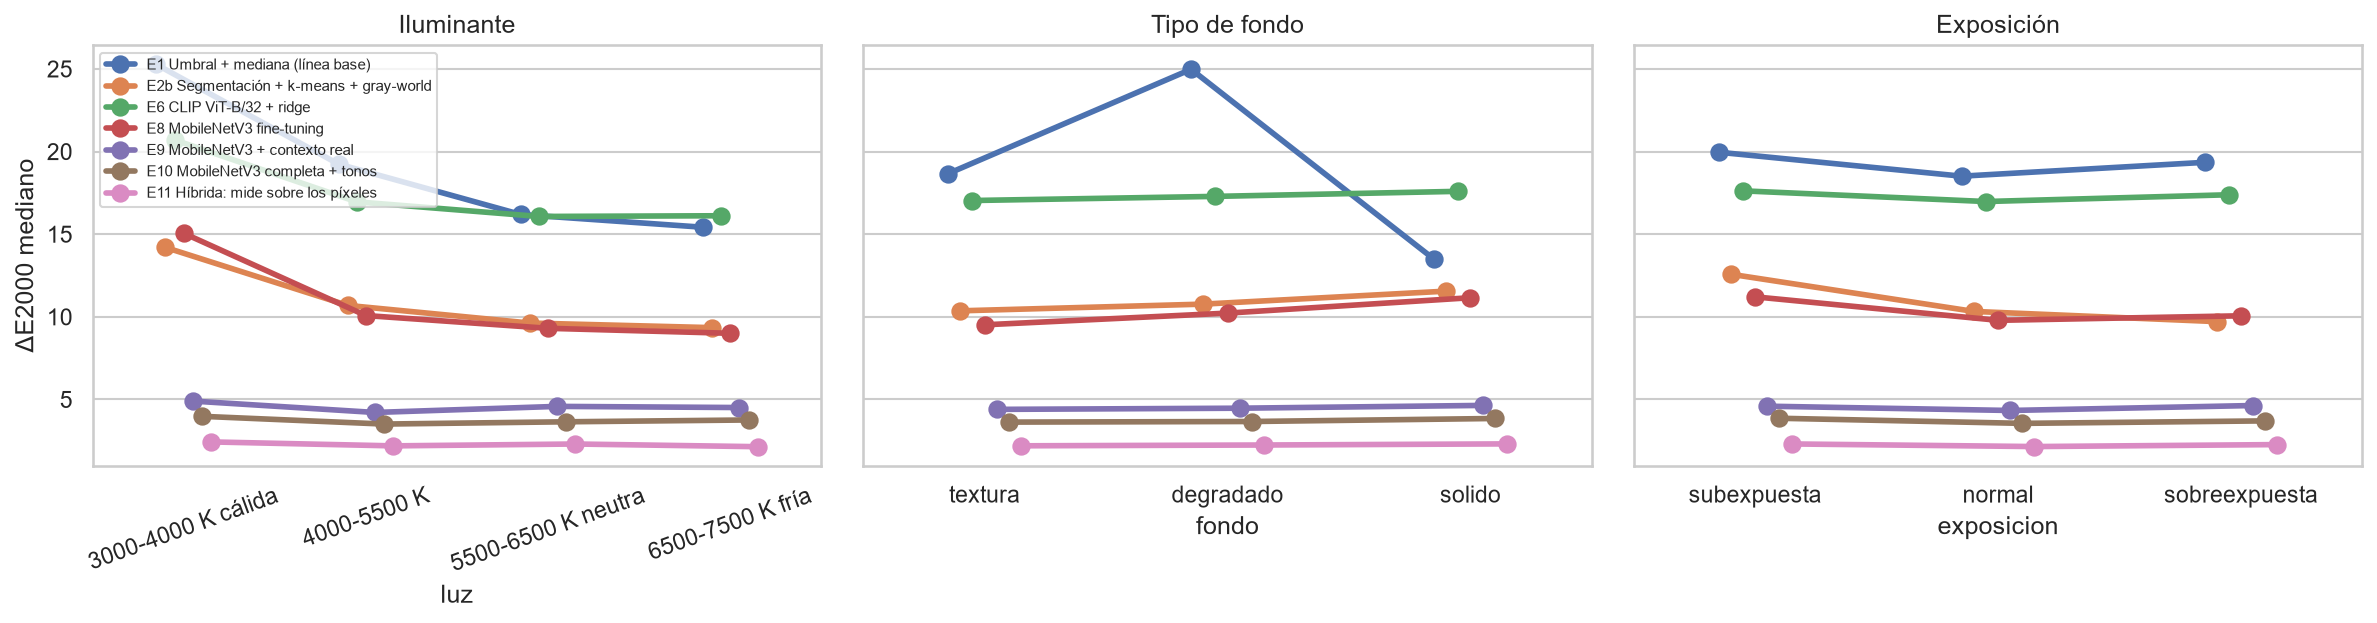 Iluminante
Tipo de fondo
Exposición
E1 Umbral + mediana (línea base)
E2b Segmentación + k-means + gray-world
E6 CLIP ViT-B/32 + ridge
E8 MobileNetV3 fine-tuning
E9 MobileNetV3 + contexto real
E10 MobileNetV3 completa + tonos
E11 Híbrida: mide sobre los píxeles
ΔE2000 mediano
25
20
15
10
5
3000-4000 K cálida
4000-5500 K
5500-6500 K neutra
6500-7500 K fría
luz
textura
degradado
solido
fondo
subexpuesta
normal
sobreexpuesta
exposicion